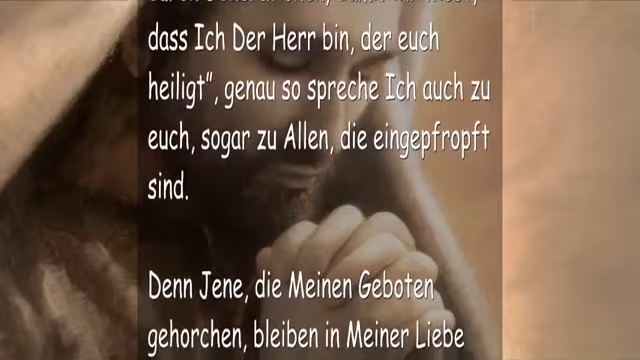 dass Ich Der Herr bin, der euch
heiligt”, genau so spreche Ich auch zu
euch, sogar zu Allen, die eingepfropft
sind.
Denn Jene, die Meinen Geboten
gehorchen, bleiben in Meiner Liebe